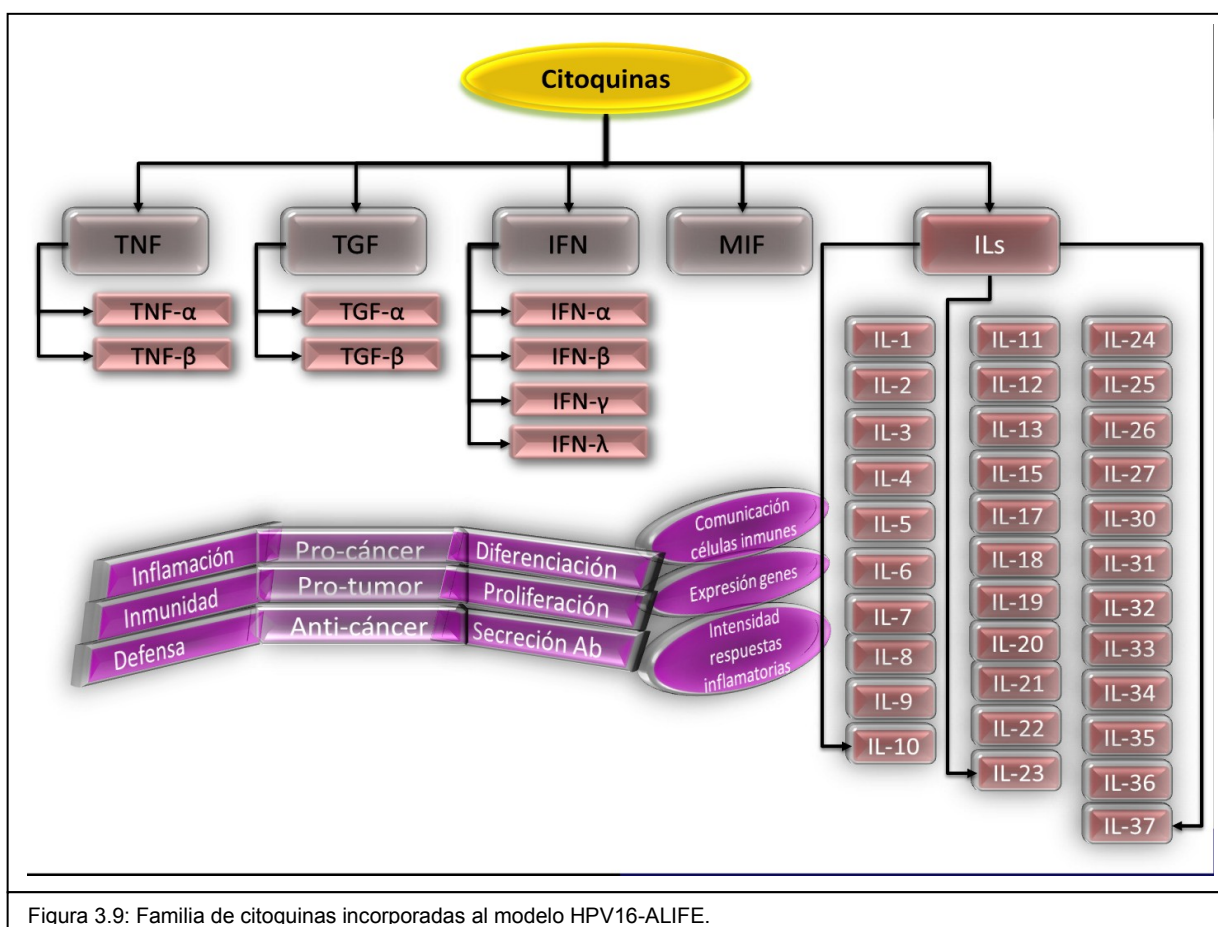 Citoquinas
TNF
TGF
IFN
MIF
ILs
TNF-α
TNF-β
TGF-α
TGF-β
IFN-α
IFN-β
IFN-γ
IFN-λ
IL-1
IL-2
IL-3
IL-4
IL-5
IL-6
IL-7
IL-8
IL-9
IL-10
IL-11
IL-12
IL-13
IL-15
IL-17
IL-18
IL-19
IL-20
IL-21
IL-22
IL-23
IL-24
IL-25
IL-26
IL-27
IL-30
IL-31
IL-32
IL-33
IL-34
IL-35
IL-36
IL-37
Inflamación
Inmunidad
Defensa
Pro-cáncer
Pro-tumor
Anti-cáncer
Diferenciación
Proliferación
Secreción Ab
Comunicación
células inmunes
Expresión genes
Intensidad
respuestas
inflamatorias
Figura 3.9: Familia de citoquinas incorporadas al modelo HPV16-ALIFE.